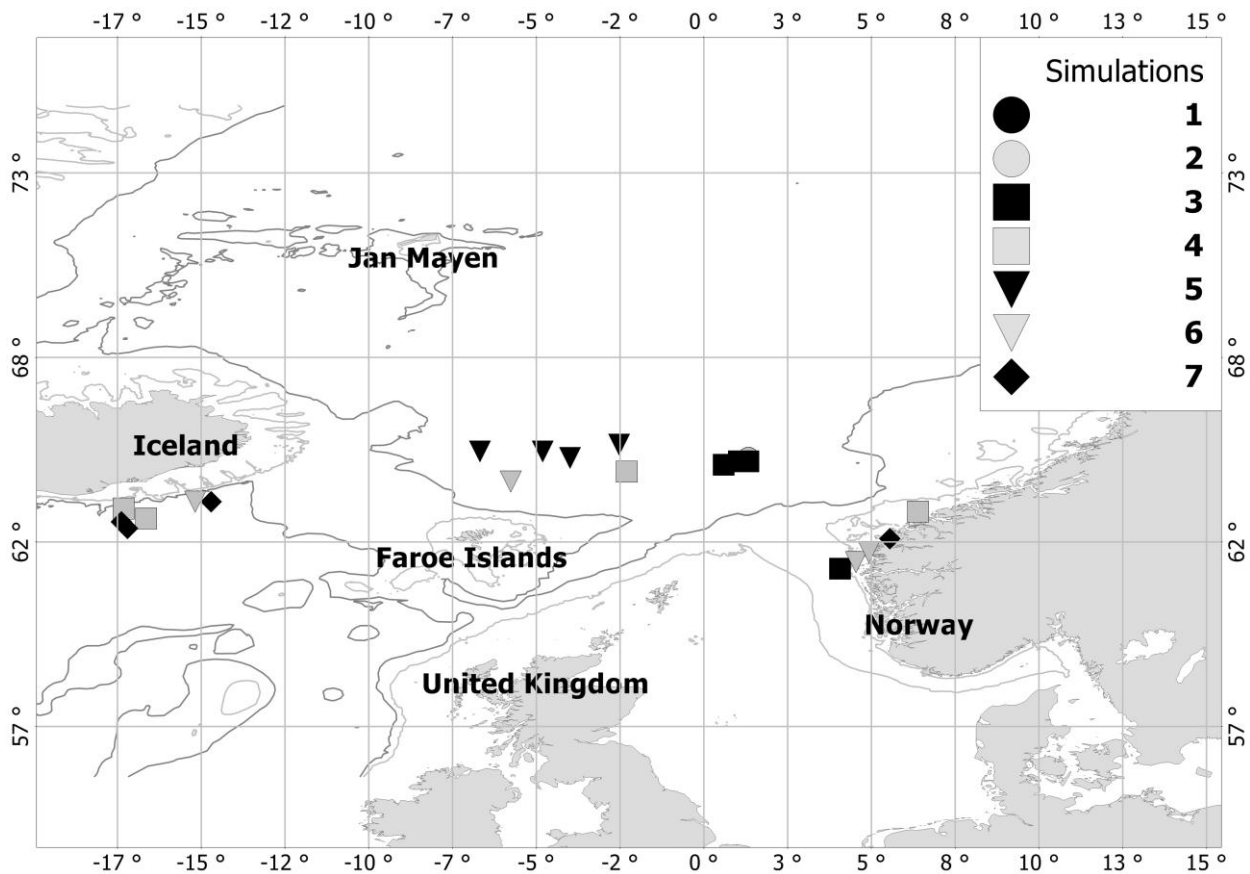 -17 ° -15 ° -12 ° -10 ° -7 ° -5 ° -2 ° 0 ° 3 ° 5 ° 8 ° 10 ° 13 ° 15 °
Simulations
1
2
73 ° 73 °
3
4
Jan Mayen
5
6
68 ° 68 °
7
Iceland
62 ° 62 °
Faroe Islands
Norway
United Kingdom
57 ° 57 °
-17 ° -15 ° -12 ° -10 ° -7 ° -5 ° -2 ° 0 ° 3 ° 5 ° 8 ° 10 ° 13 ° 15 °